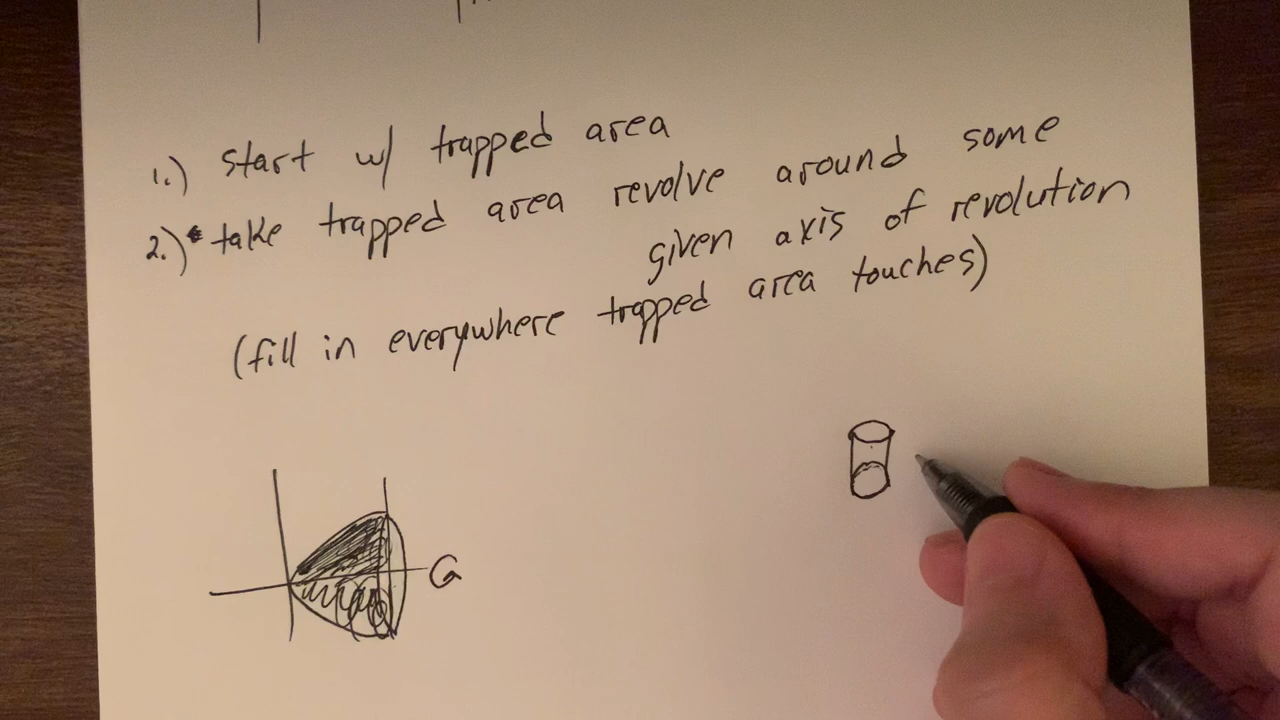 1.) start w/ trapped area
2.) take trapped area revolve around some
given axis of revolution
(fill in everywhere trapped area touches)